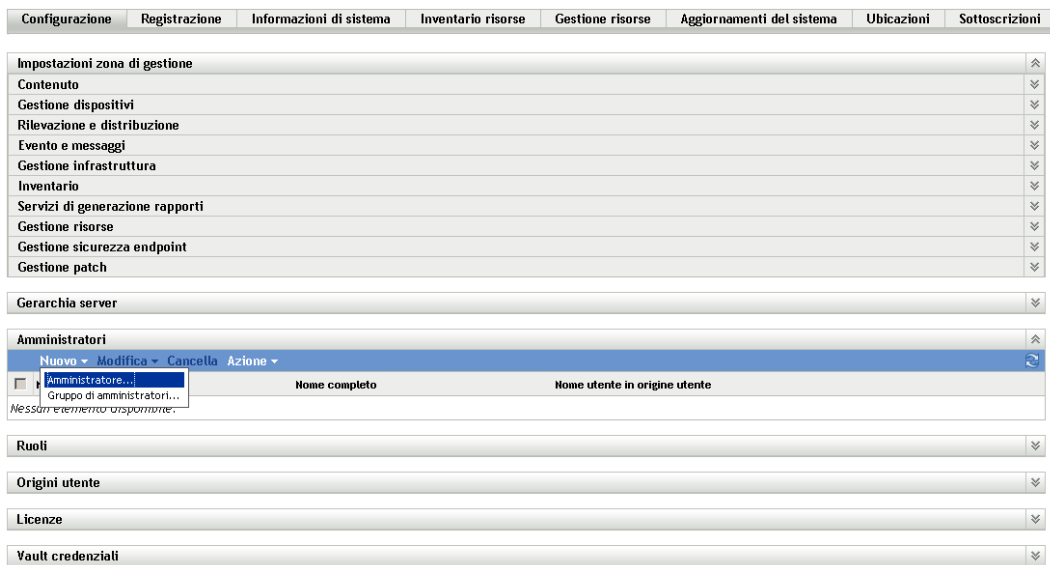 Configurazione Registrazione Informazioni di sistema Inventario risorse Gestione risorse Aggiornamenti del sistema Ubicazioni Sottoscrizioni
Impostazioni zona di gestione
Contenuto
Gestione dispositivi
Rilevazione e distribuzione
Evento e messaggi
Gestione infrastruttura
Inventario
Servizi di generazione rapporti
Gestione risorse
Gestione sicurezza endpoint
Gestione patch
Gerarchia server
Amministratori
Nuovo Modifica Cancella Azione
Nome completo Nome utente in origine utente
Amministratore...
Gruppo di amministratori...
Nessun elemento disponibile.
Ruoli
Origini utente
Licenze
Vault credenziali